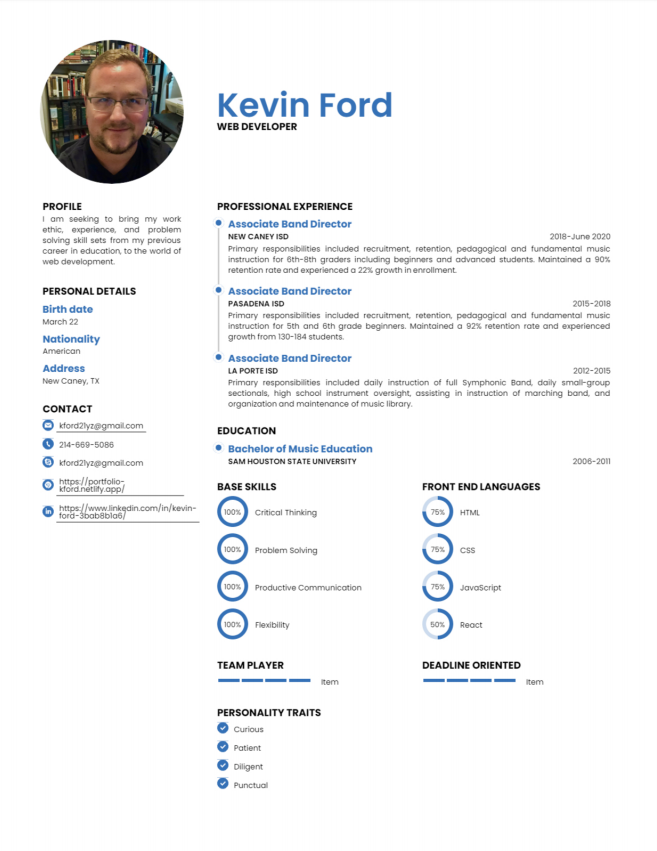 Kevin Ford
WEB DEVELOPER
PROFILE
I am seeking to bring my work
ethic, experience, and problem
solving skill sets from my previous
career in education, to the world of
web development.
PERSONAL DETAILS
Birth date
March 22
Nationality
American
Address
New Caney, TX
CONTACT
kford21yz@gmail.com
214-669-5086
kford21yz@gmail.com
https://portfolio-
kford.netlify.app/
https://www.linkedin.com/in/kevin-
ford-3bab8b1a6/
PROFESSIONAL EXPERIENCE
Associate Band Director
NEW CANEY ISD 2018-June 2020
Primary responsibilities included recruitment, retention, pedagogical and fundamental music
instruction for 6th-8th graders including beginners and advanced students. Maintained a 90%
retention rate and experienced a 22% growth in enrollment.
Associate Band Director
PASADENA ISD 2015-2018
Primary responsibilities included recruitment, retention, pedagogical and fundamental music
instruction for 5th and 6th grade beginners. Maintained a 92% retention rate and experienced
growth from 130-184 students.
Associate Band Director
LA PORTE ISD 2012-2015
Primary responsibilities included daily instruction of full Symphonic Band, daily small-group
sectionals, high school instrument oversight, assisting in instruction of marching band, and
organization and maintenance of music library.
EDUCATION
Bachelor of Music Education
SAM HOUSTON STATE UNIVERSITY 2006-2011
BASE SKILLS
100% Critical Thinking
100% Problem Solving
100% Productive Communication
100% Flexibility
FRONT END LANGUAGES
75% HTML
75% CSS
75% JavaScript
50% React
TEAM PLAYER
Item
DEADLINE ORIENTED
Item
PERSONALITY TRAITS
Curious
Patient
Diligent
Punctual